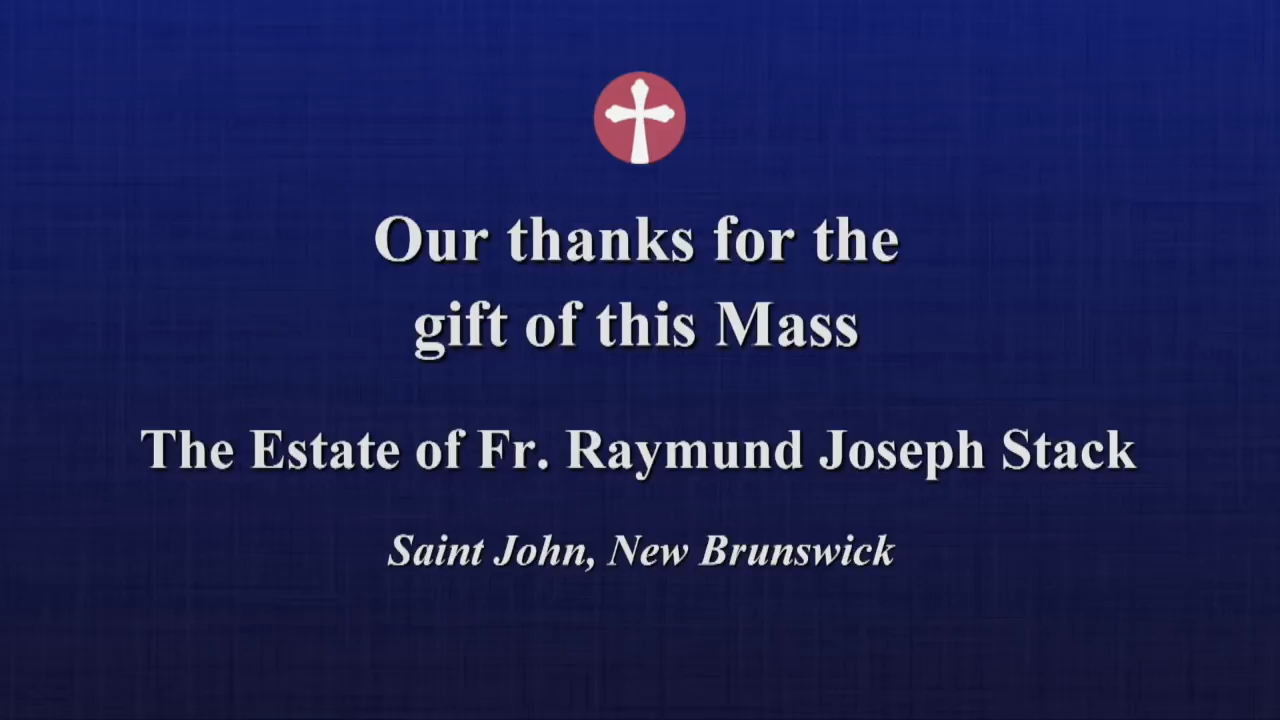 Our thanks for the
gift of this Mass
The Estate of Fr. Raymund Joseph Stack
Saint John, New Brunswick